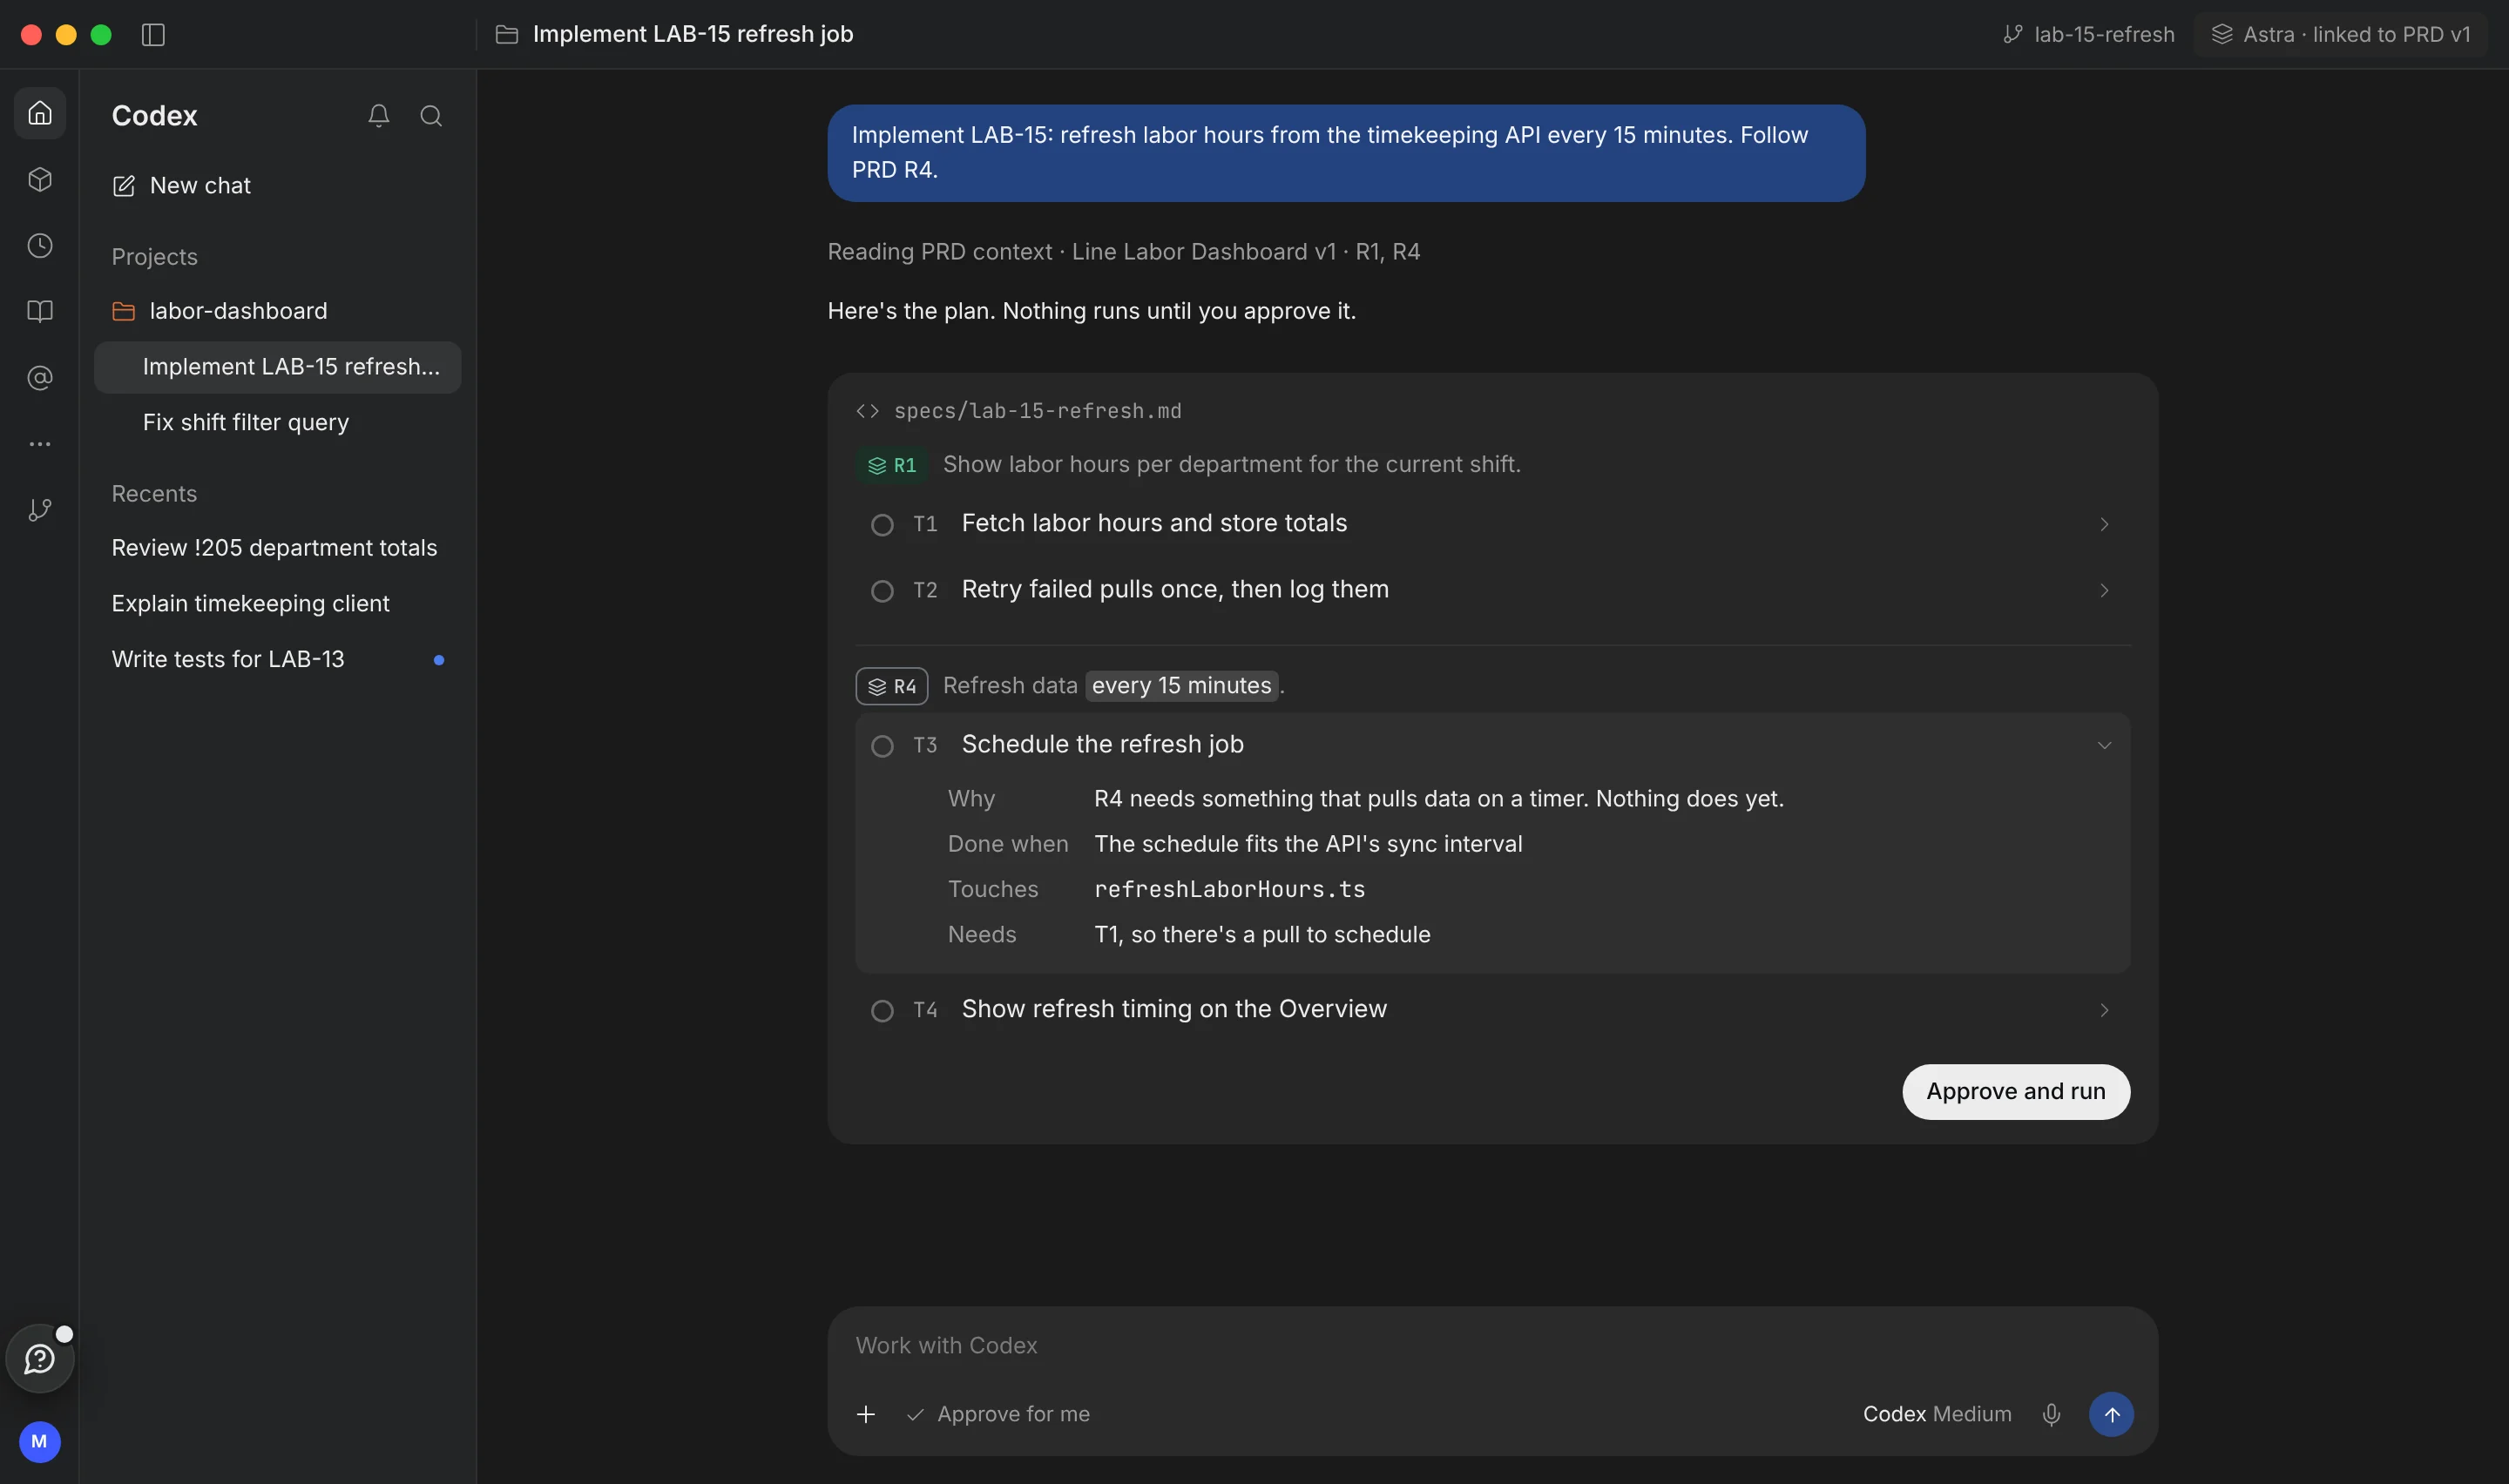 Implement LAB-15 refresh job
lab-15-refresh
Astra · linked to PRD v1
Codex
New chat
Projects
labor-dashboard
Implement LAB-15 refresh...
Fix shift filter query
Recents
Review !205 department totals
Explain timekeeping client
Write tests for LAB-13
M
Implement LAB-15: refresh labor hours from the timekeeping API every 15 minutes. Follow
PRD R4.
Reading PRD context · Line Labor Dashboard v1 · R1, R4
Here's the plan. Nothing runs until you approve it.
<> specs/lab-15-refresh.md
R1 Show labor hours per department for the current shift.
T1 Fetch labor hours and store totals
T2 Retry failed pulls once, then log them
R4 Refresh data every 15 minutes.
T3 Schedule the refresh job
Why R4 needs something that pulls data on a timer. Nothing does yet.
Done when The schedule fits the API's sync interval
Touches refreshLaborHours.ts
Needs T1, so there's a pull to schedule
T4 Show refresh timing on the Overview
Approve and run
Work with Codex
Approve for me
Codex Medium